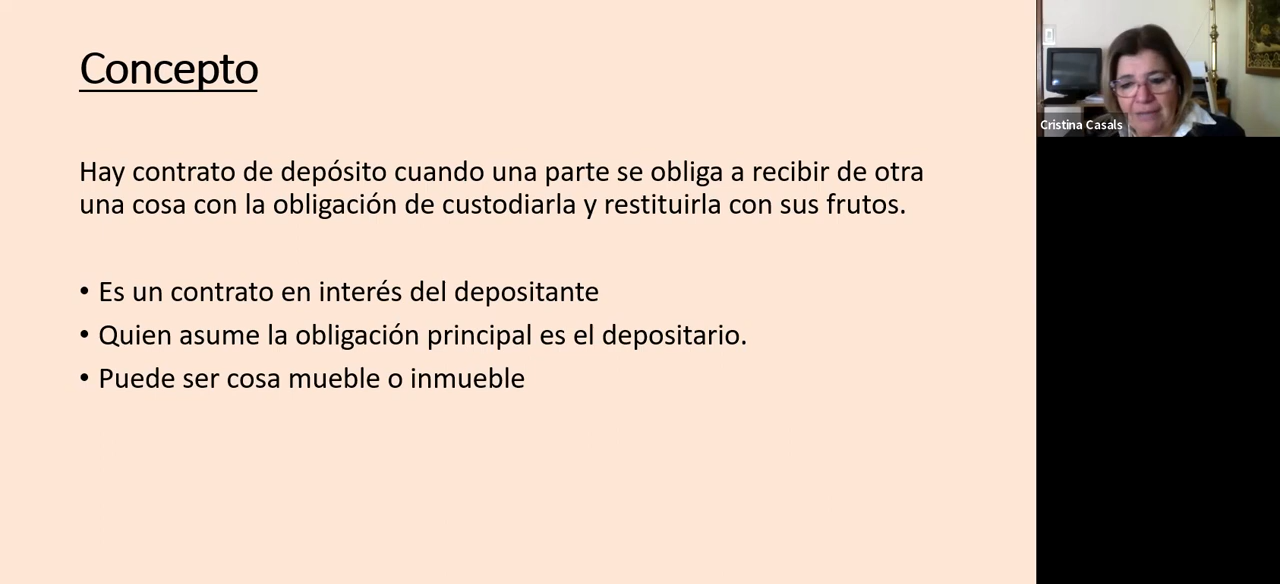 Concepto
Hay contrato de depósito cuando una parte se obliga a recibir de otra
una cosa con la obligación de custodiarla y restituirla con sus frutos.
• Es un contrato en interés del depositante
• Quien asume la obligación principal es el depositario.
• Puede ser cosa mueble o inmueble
Cristina Casals